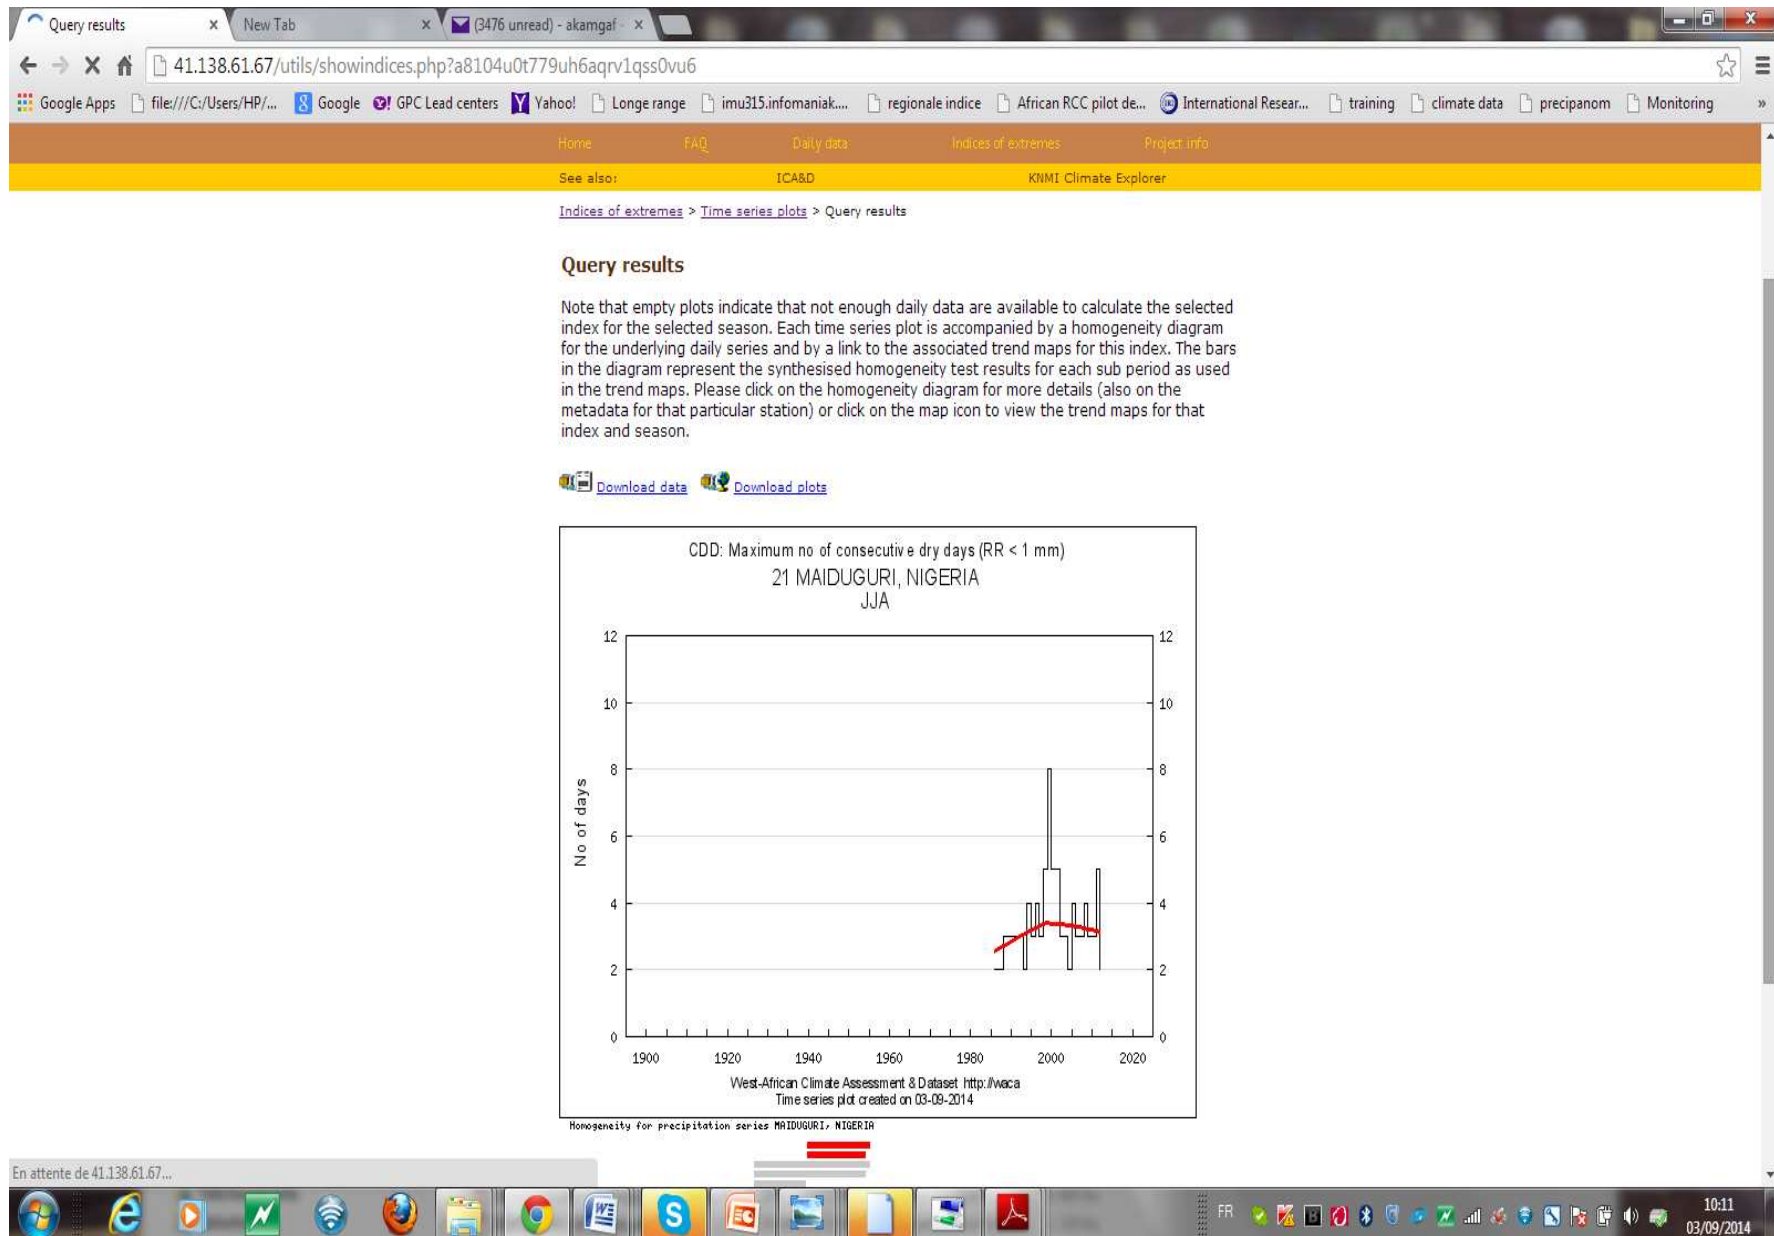 Query results
New Tab
(3476 unread) - akamgaf -
41.138.61.67/utils/showindices.php?a8104u0t779uh6aqrv1qss0vu6
Google Apps file:///C:/Users/HP/... Google GPC Lead centers Yahoo! Longe range imu315.infomaniak.... regionale indice African RCC pilot de... International Resear... training climate data precipanom Monitoring »
Home FAQ Daily data Indices of extremes Project info
See also: ICA&D KNMI Climate Explorer
Indices of extremes > Time series plots > Query results
Query results
Note that empty plots indicate that not enough daily data are available to calculate the selected
index for the selected season. Each time series plot is accompanied by a homogeneity diagram
for the underlying daily series and by a link to the associated trend maps for this index. The bars
in the diagram represent the synthesised homogeneity test results for each sub period as used
in the trend maps. Please click on the homogeneity diagram for more details (also on the
metadata for that particular station) or click on the map icon to view the trend maps for that
index and season.
Download data Download plots
CDD: Maximum no of consecutive dry days (RR < 1 mm)
21 MAIDUGURI, NIGERIA
JJA
12 12
10 10
8 8
No of days
6 6
4 4
2 2
0 0
1900 1920 1940 1960 1980 2000 2020
West-African Climate Assessment & Dataset http://waca
Time series plot created on 03-09-2014
Homogeneity for precipitation series MAIDUGURI, NIGERIA
En attente de 41.138.61.67...
FR
10:11
03/09/2014